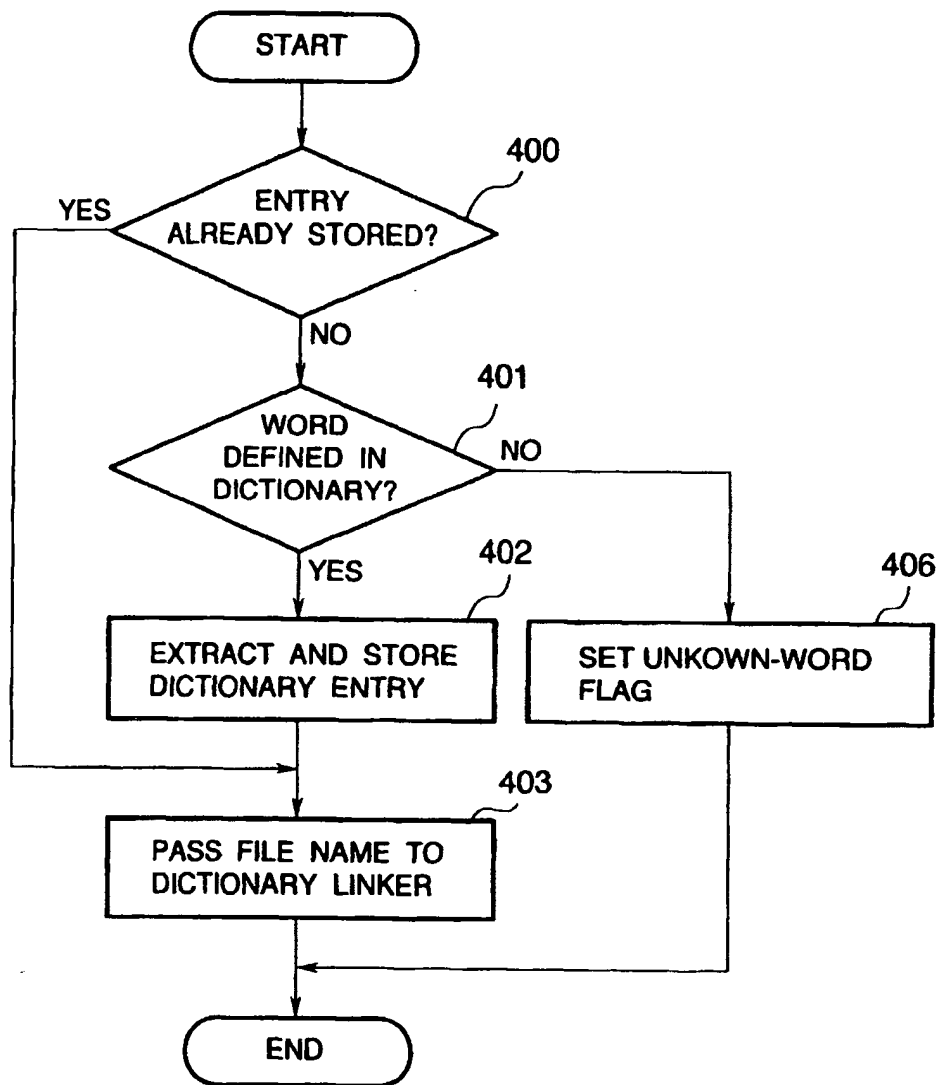 START
400
YES
ENTRY
ALREADY STORED?
NO
401
WORD
DEFINED IN
DICTIONARY?
NO
YES
402
406
EXTRACT AND STORE
DICTIONARY ENTRY
SET UNKOWN-WORD
FLAG
403
PASS FILE NAME TO
DICTIONARY LINKER
END